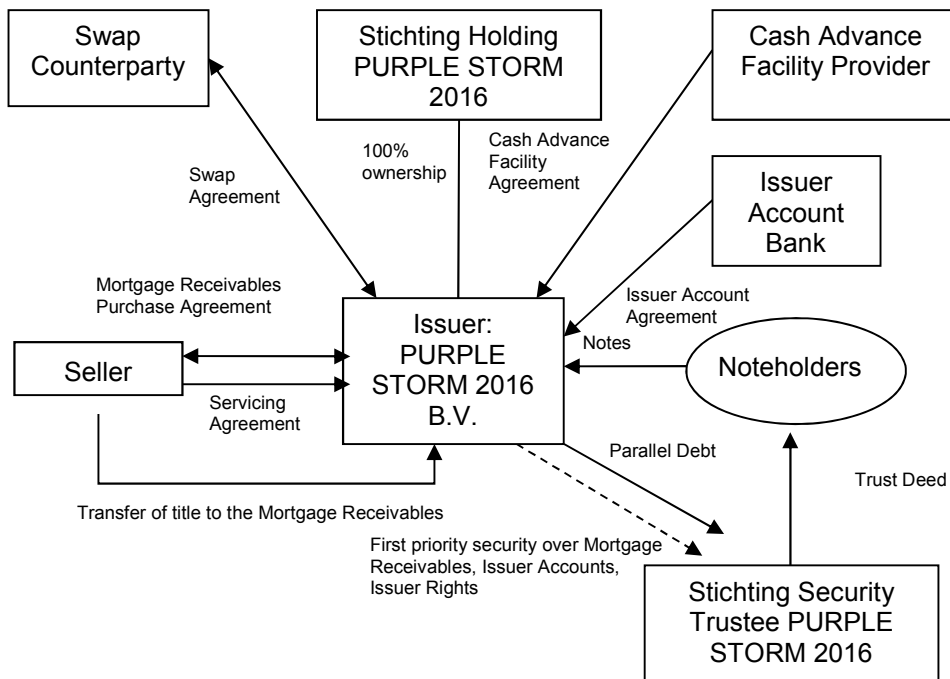 Swap
Counterparty
Stichting Holding
PURPLE STORM
2016
Cash Advance
Facility Provider
100%
ownership
Cash Advance
Facility
Agreement
Swap
Agreement
Issuer
Account
Bank
Mortgage Receivables
Purchase Agreement
Issuer Account
Agreement
Notes
Issuer:
PURPLE
STORM 2016
B.V.
Seller
Noteholders
Servicing
Agreement
Parallel Debt
Trust Deed
Transfer of title to the Mortgage Receivables
First priority security over Mortgage
Receivables, Issuer Accounts,
Issuer Rights
Stichting Security
Trustee PURPLE
STORM 2016